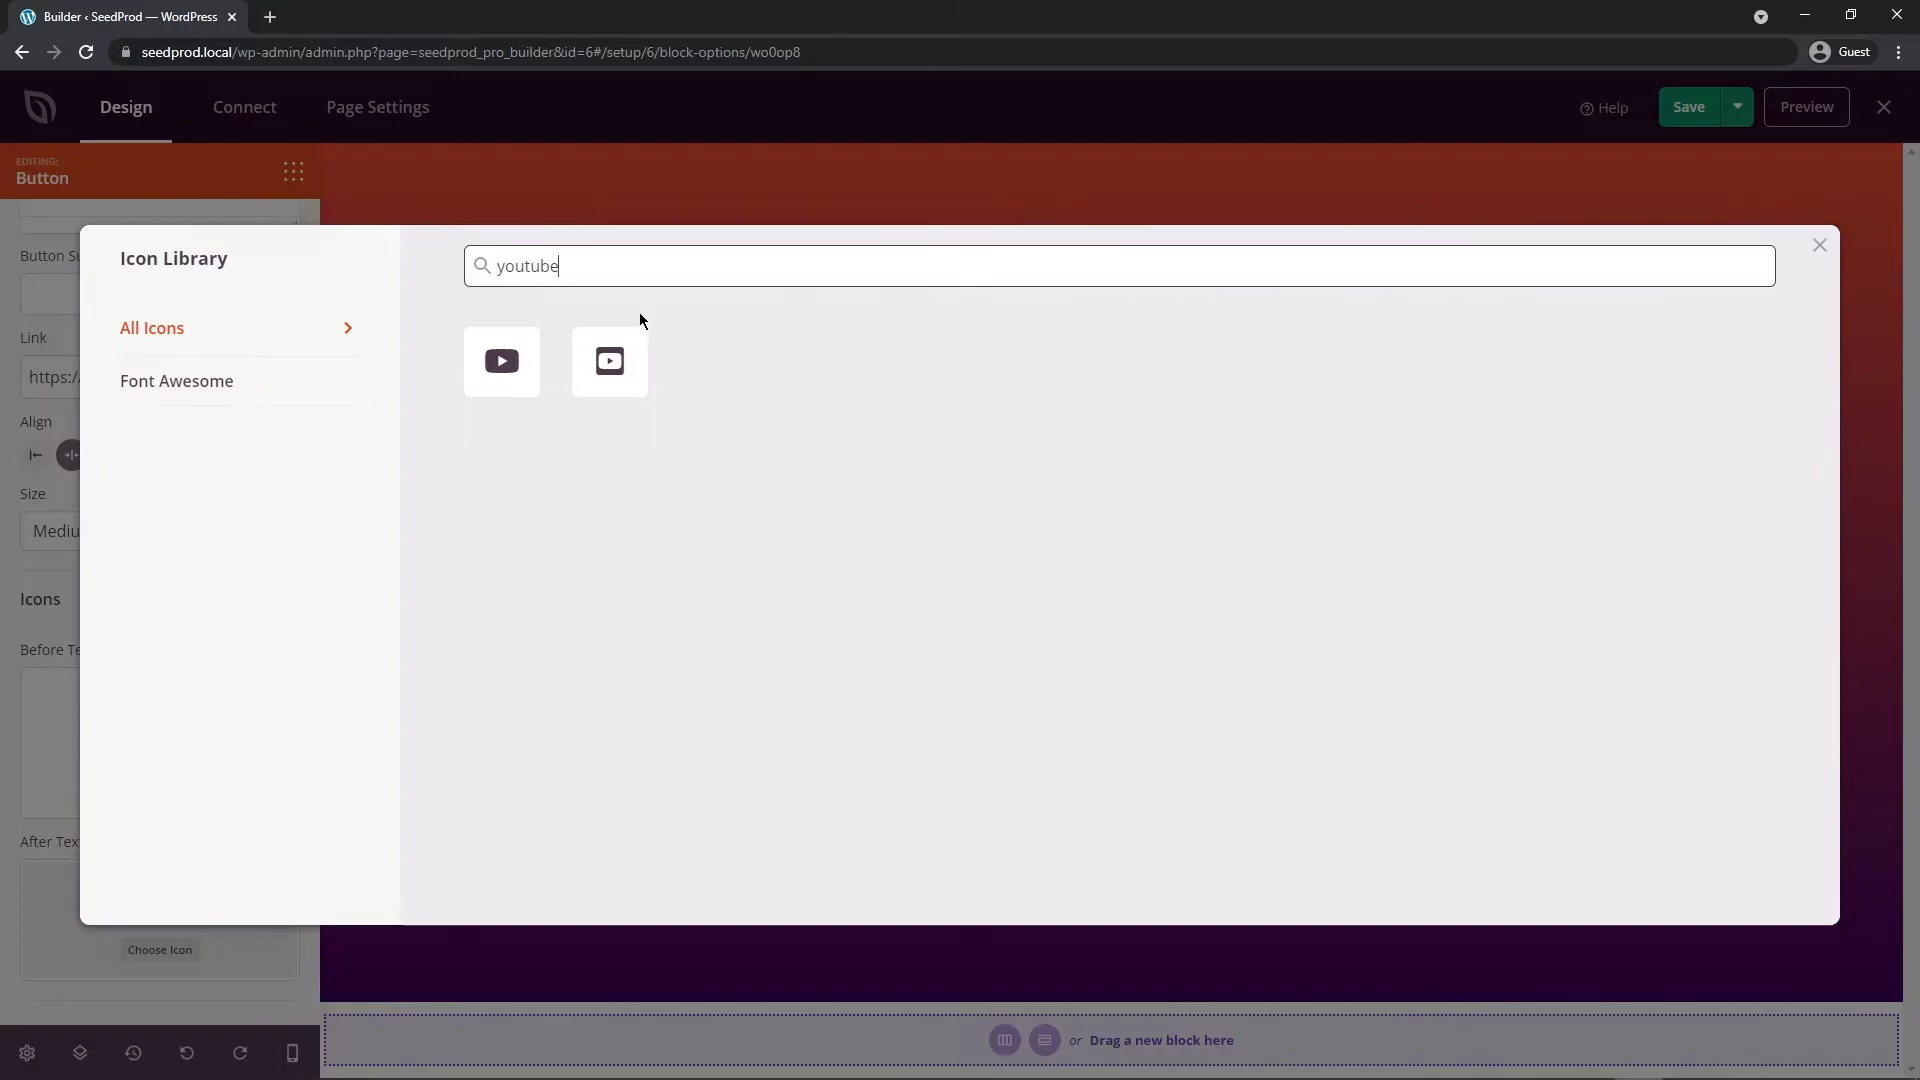 Builder ‹ SeedProd — WordPress
seedprod.local/wp-admin/admin.php?page=seedprod_pro_builder&id=6#/setup/6/block-options/wo0op8
Guest
Design
Connect
Page Settings
Help
Save
Preview
EDITING:
Button
Button Su
Link
https:/
Align
Size
Mediu
Icons
Before Te
After Tex
Choose Icon
Icon Library
All Icons
Font Awesome
youtube
or Drag a new block here